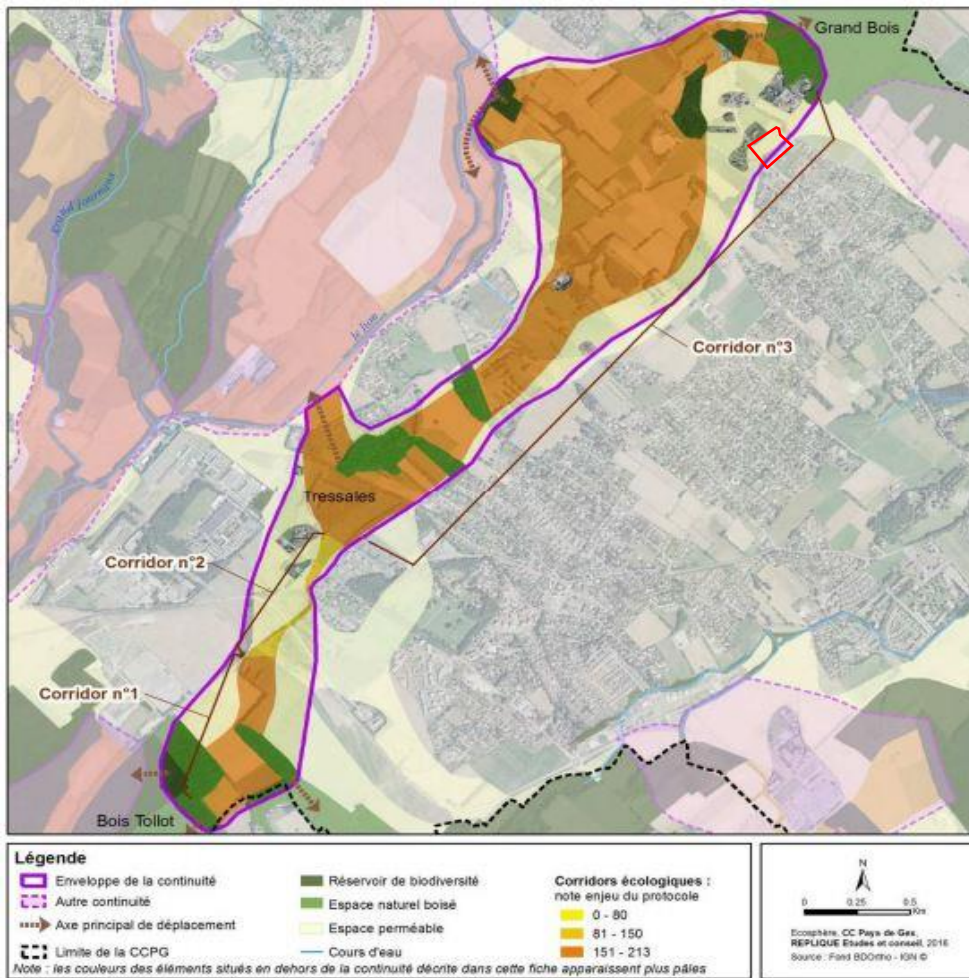 Grand Bois
grand journans
le lion
Corridor n°3
Tressales
Corridor n°2
Corridor n°1
Bois Tollot
Légende
Enveloppe de la continuité
Autre continuité
Axe principal de déplacement
Limite de la CCPG
Réservoir de biodiversité
Espace naturel boisé
Espace perméable
Cours d'eau
Corridors écologiques :
note enjeu du protocole
0 - 80
81 - 150
151 - 213
Note : les couleurs des éléments situés en dehors de la continuité décrite dans cette fiche apparaissent plus pâles
N
0 0.25 0.5
Km
Ecosphère, CC Pays de Gex,
REPLIQUE Etudes et conseil, 2016
Source : Fond BDOrtho - IGN ©